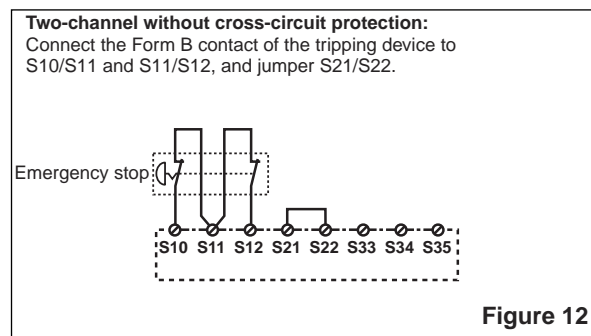 Two-channel without cross-circuit protection:
Connect the Form B contact of the tripping device to
S10/S11 and S11/S12, and jumper S21/S22.
Emergency stop
S10 S11 S12 S21 S22 S33 S34 S35
Figure 12